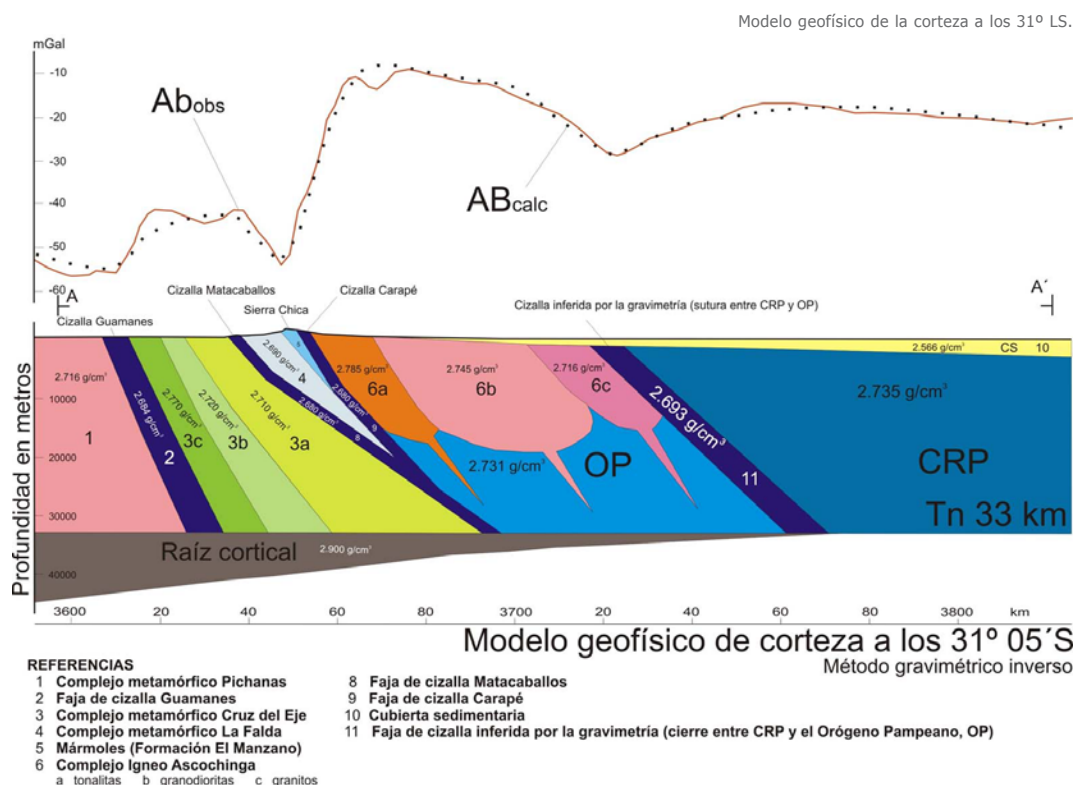 Modelo geofísico de la corteza a los 31º LS.
mGal
-10
-20
-30
-40
-50
-60
Abobs
ABcalc
A
A´
Cizalla Guamanes
Cizalla Matacaballos
Sierra Chica
Cizalla Carapé
Cizalla inferida por la gravimetría (sutura entre CRP y OP)
Profundidad en metros
10000
20000
30000
40000
2.716 g/cm³
1
2.684 g/cm³
2
2.770 g/cm³
3c
2.720 g/cm³
3b
2.710 g/cm³
3a
2.690 g/cm³
4
5
2.680 g/cm³
8
2.680 g/cm³
9
2.785 g/cm³
6a
2.745 g/cm³
6b
2.716 g/cm³
6c
2.731 g/cm³
OP
2.693 g/cm³
11
2.566 g/cm³ CS 10
2.735 g/cm³
CRP
Tn 33 km
Raíz cortical 2.900 g/cm³
3600 20 40 60 80 3700 20 40 60 80 3800 km
Modelo geofísico de corteza a los 31º 05´S
Método gravimétrico inverso
REFERENCIAS
1 Complejo metamórfico Pichanas
2 Faja de cizalla Guamanes
3 Complejo metamórfico Cruz del Eje
4 Complejo metamórfico La Falda
5 Mármoles (Formación El Manzano)
6 Complejo Igneo Ascochinga
a tonalitas b granodioritas c granitos
8 Faja de cizalla Matacaballos
9 Faja de cizalla Carapé
10 Cubierta sedimentaria
11 Faja de cizalla inferida por la gravimetría (cierre entre CRP y el Orógeno Pampeano, OP)